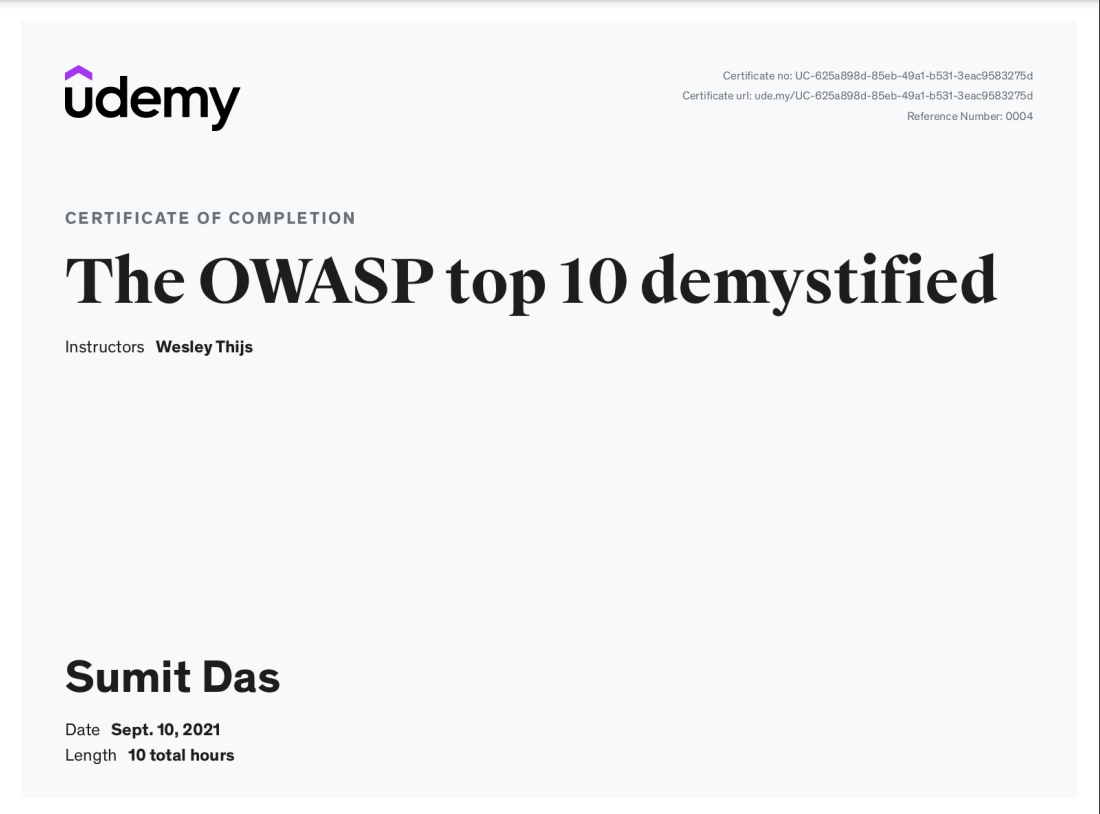 udemy
Certificate no: UC-625a898d-85eb-49a1-b531-3eac9583275d
Certificate url: ude.my/UC-625a898d-85eb-49a1-b531-3eac9583275d
Reference Number: 0004
CERTIFICATE OF COMPLETION
The OWASP top 10 demystified
Instructors Wesley Thijs
Sumit Das
Date Sept. 10, 2021
Length 10 total hours